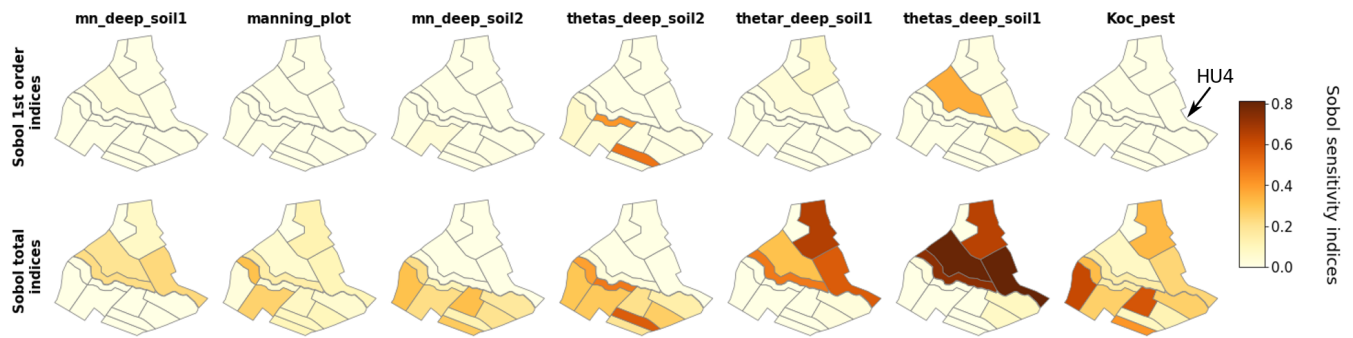 mn_deep_soil1 manning_plot mn_deep_soil2 thetas_deep_soil2 thetar_deep_soil1 thetas_deep_soil1 Koc_pest
Sobol 1st order
indices
HU4
Sobol total
indices
0.8
0.6
0.4
0.2
0.0
Sobol sensitivity indices